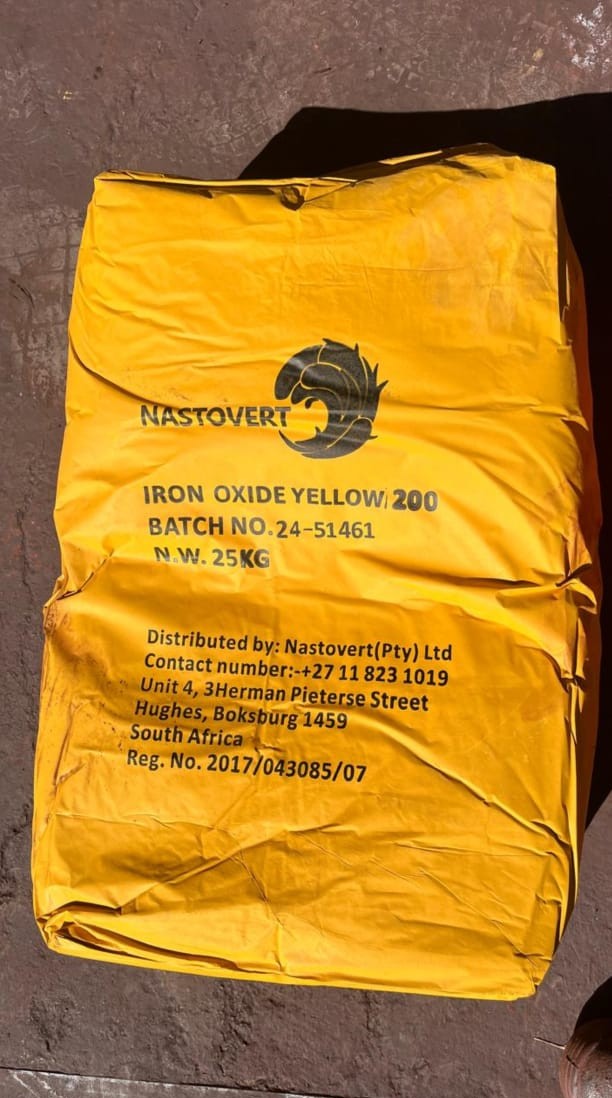 NASTOVERT
IRON OXIDE YELLOW 200
BATCH NO. 24-51461
N.W. 25KG
Distributed by: Nastovert(Pty) Ltd
Contact number:-+27 11 823 1019
Unit 4, 3Herman Pieterse Street
Hughes, Boksburg 1459
South Africa
Reg. No. 2017/043085/07